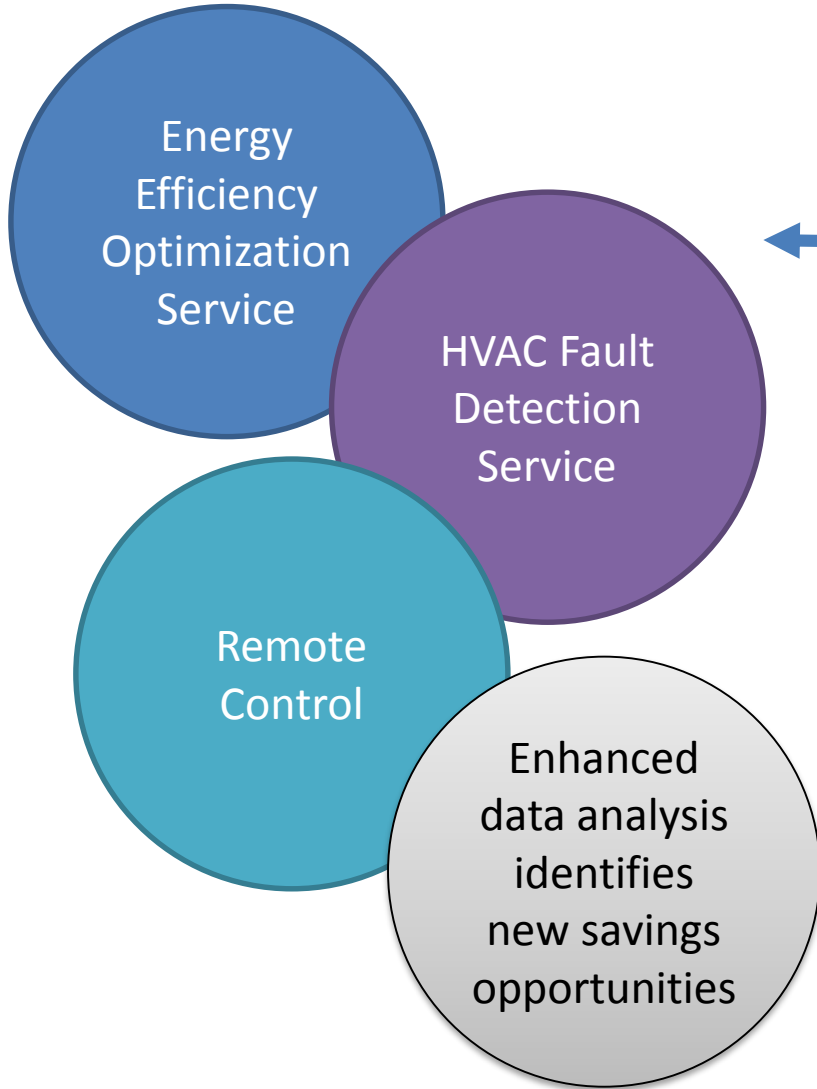 Energy
Efficiency
Optimization
Service
HVAC Fault
Detection
Service
Remote
Control
Enhanced
data analysis
identifies
new savings
opportunities